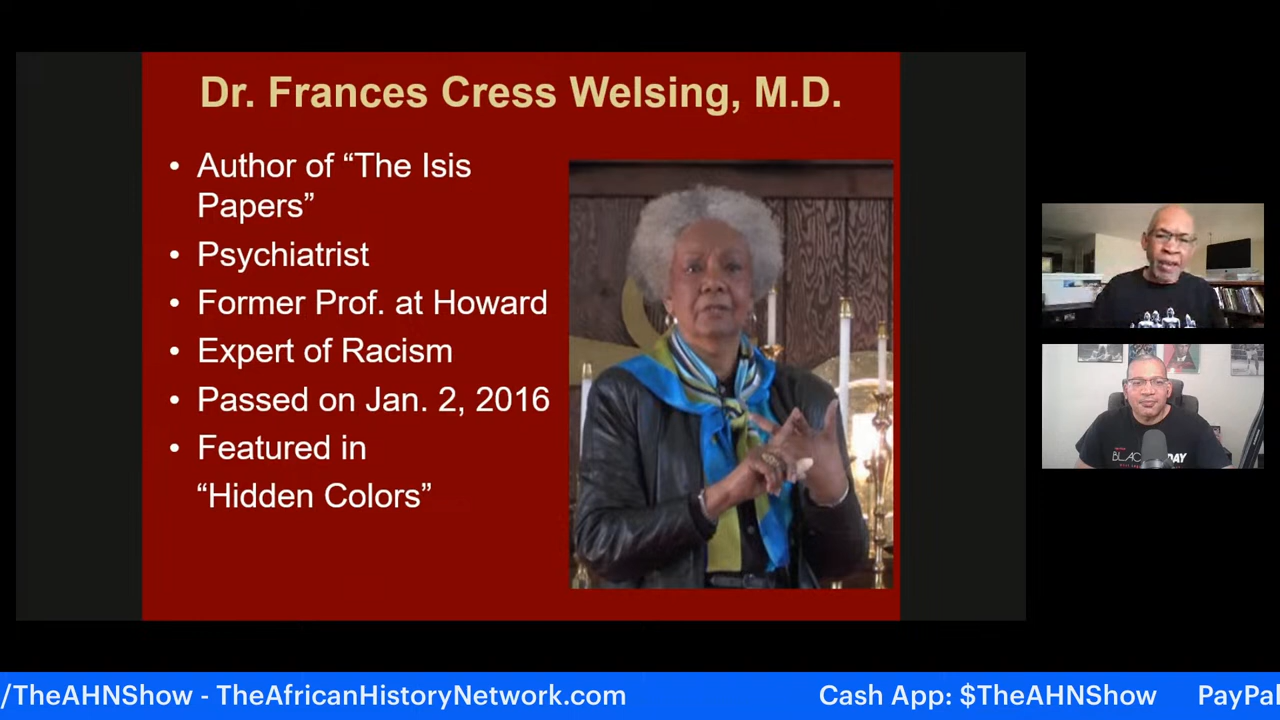 Dr. Frances Cress Welsing, M.D.
• Author of “The Isis
Papers”
• Psychiatrist
• Former Prof. at Howard
• Expert of Racism
• Passed on Jan. 2, 2016
• Featured in
“Hidden Colors”
/TheAHNShow - TheAfricanHistoryNetwork.com
Cash App: $TheAHNShow
PayPal